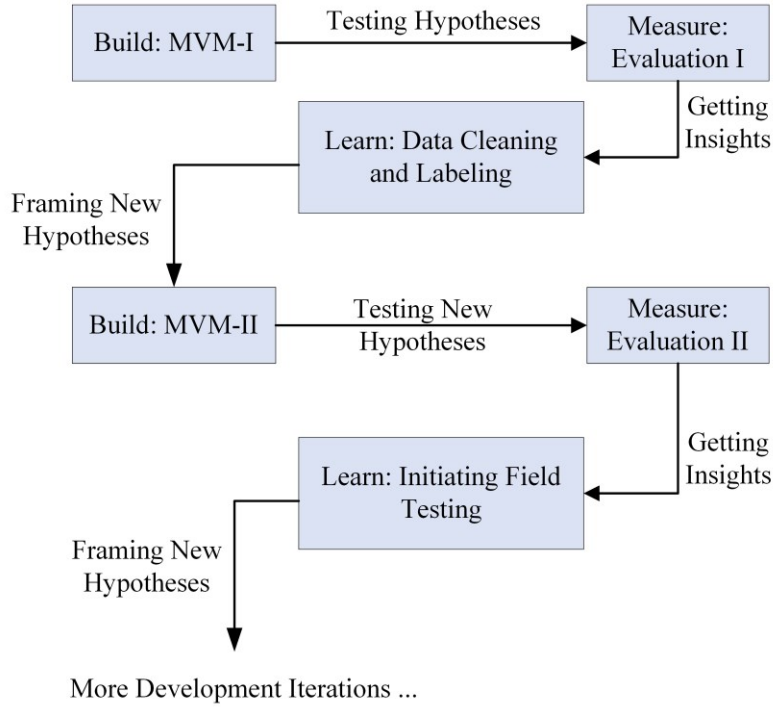 Build: MVM-I
Testing Hypotheses
Measure:
Evaluation I
Getting
Insights
Learn: Data Cleaning
and Labeling
Framing New
Hypotheses
Build: MVM-II
Testing New
Hypotheses
Measure:
Evaluation II
Getting
Insights
Learn: Initiating Field
Testing
Framing New
Hypotheses
More Development Iterations ...